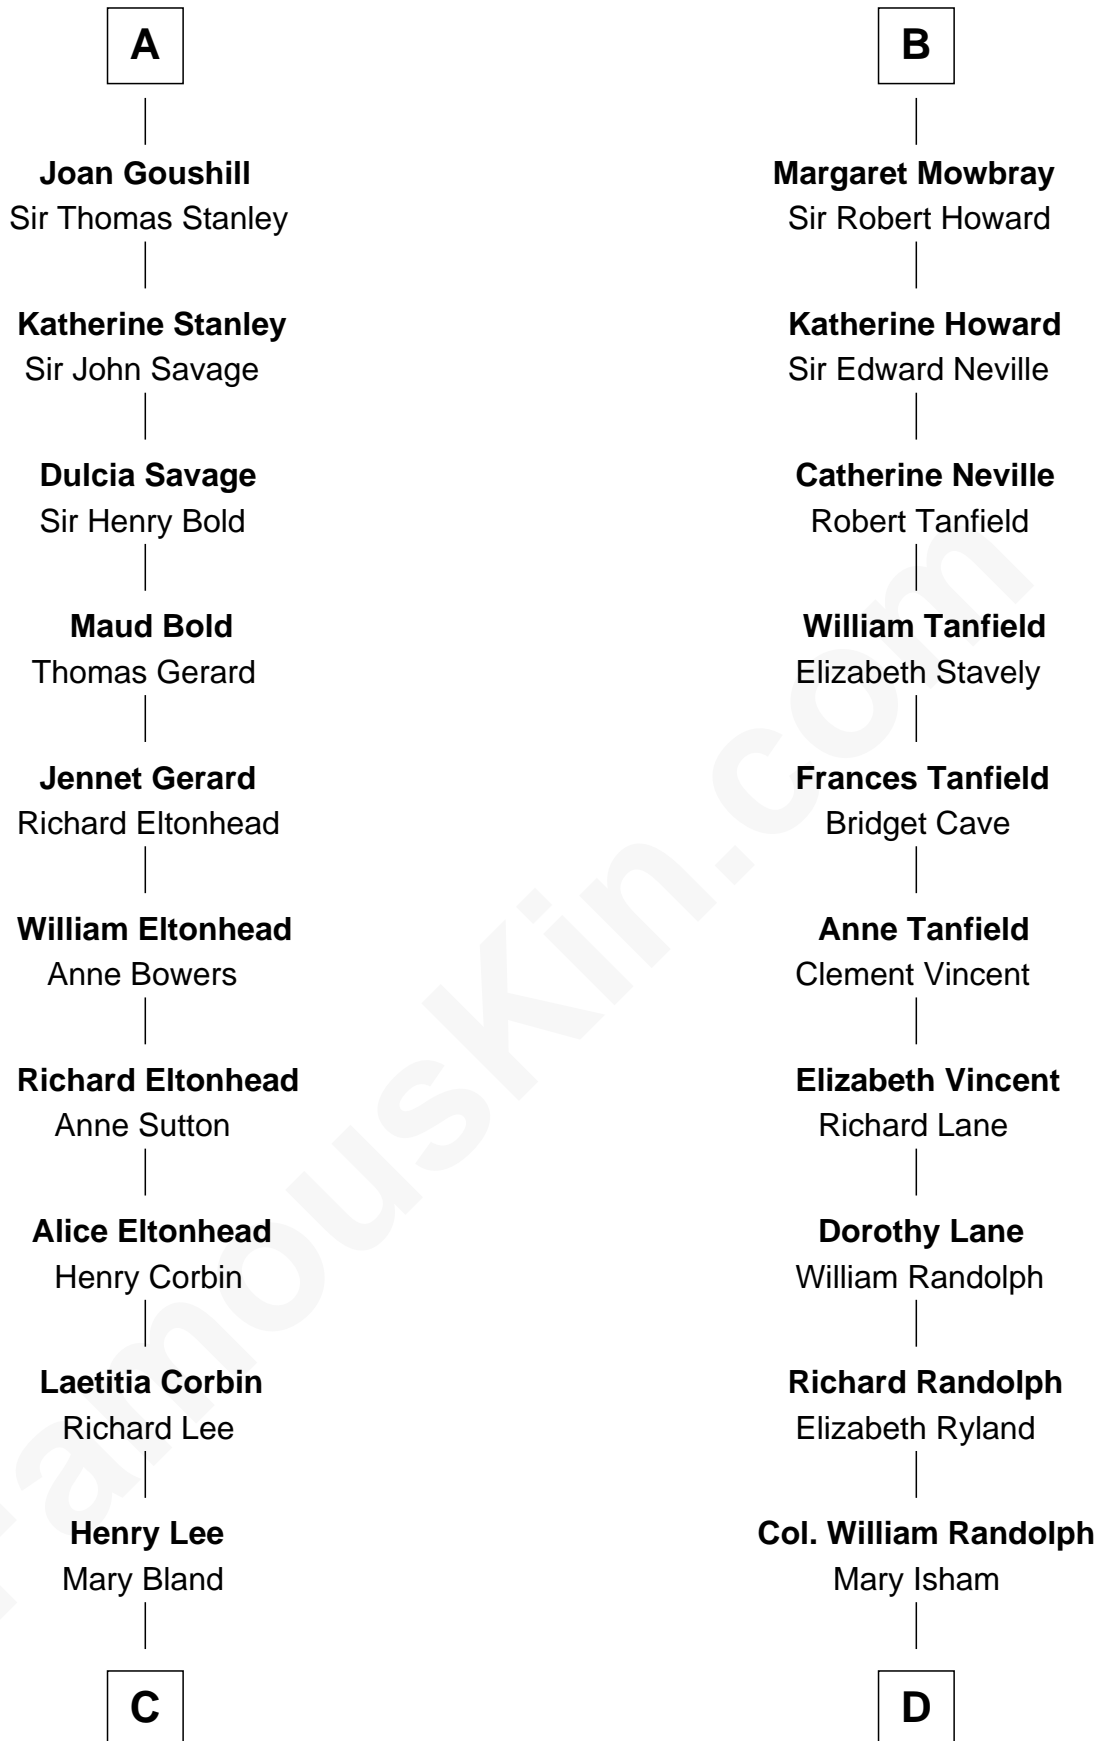 A
Joan Goushill
Sir Thomas Stanley
Katherine Stanley
Sir John Savage
Dulcia Savage
Sir Henry Bold
Maud Bold
Thomas Gerard
Jennet Gerard
Richard Eltonhead
William Eltonhead
Anne Bowers
Richard Eltonhead
Anne Sutton
Alice Eltonhead
Henry Corbin
Laetitia Corbin
Richard Lee
Henry Lee
Mary Bland
C
B
Margaret Mowbray
Sir Robert Howard
Katherine Howard
Sir Edward Neville
Catherine Neville
Robert Tanfield
William Tanfield
Elizabeth Stavely
Frances Tanfield
Bridget Cave
Anne Tanfield
Clement Vincent
Elizabeth Vincent
Richard Lane
Dorothy Lane
William Randolph
Richard Randolph
Elizabeth Ryland
Col. William Randolph
Mary Isham
D
FamousKin.com